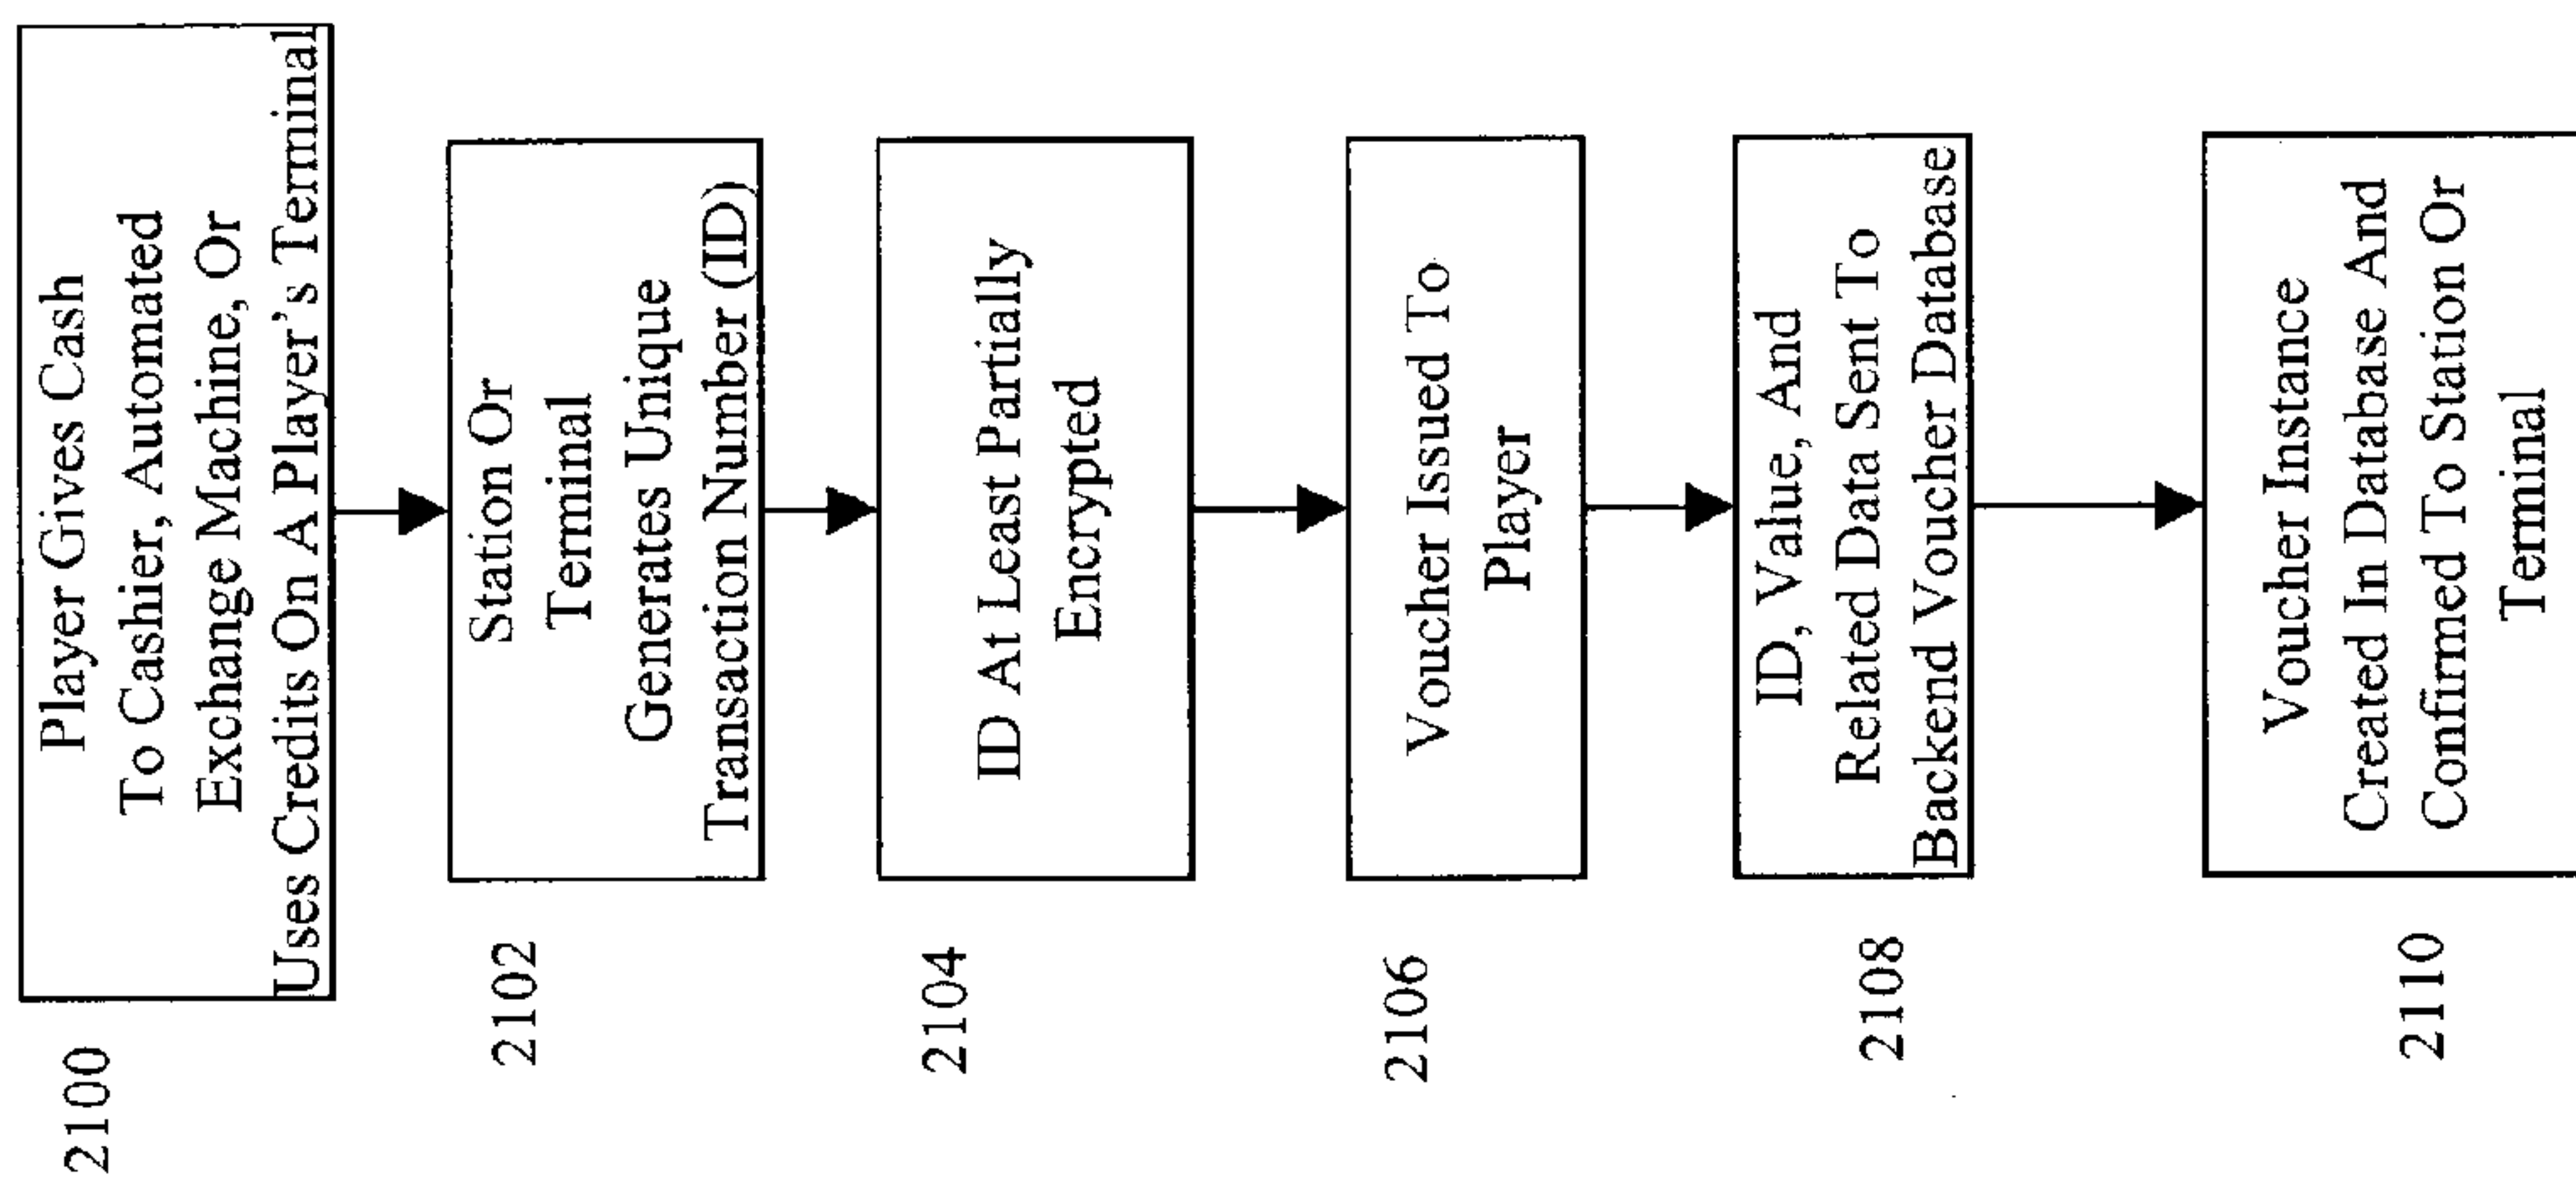 2100
Player Gives Cash
To Cashier, Automated
Exchange Machine, Or
Uses Credits On A Player's Terminal
2102
Station Or
Terminal
Generates Unique
Transaction Number (ID)
2104
ID At Least Partially
Encrypted
2106
Voucher Issued To
Player
2108
ID, Value, And
Related Data Sent To
Backend Voucher Database
2110
Voucher Instance
Created In Database And
Confirmed To Station Or
Terminal